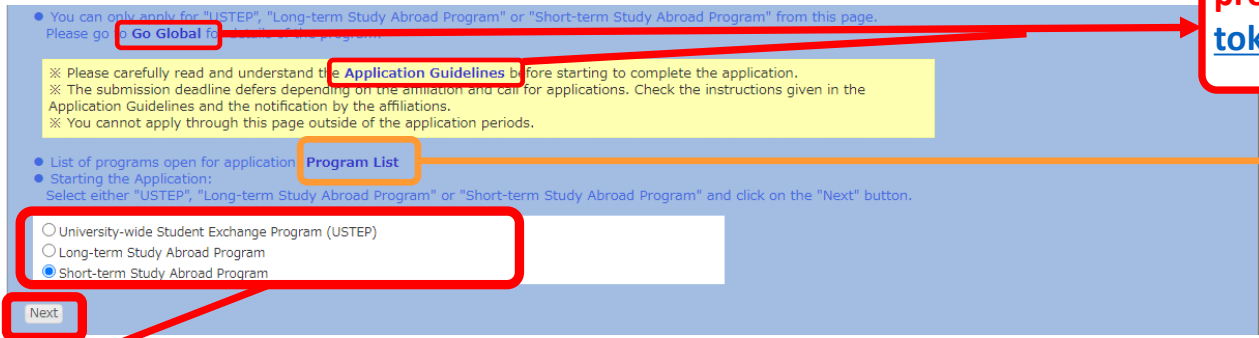 ● You can only apply for "USTEP", "Long-term Study Abroad Program" or "Short-term Study Abroad Program" from this page.
Please go to Go Global for details of the program.
※ Please carefully read and understand the Application Guidelines before starting to complete the application.
※ The submission deadline defers depending on the affiliation and call for applications. Check the instructions given in the
Application Guidelines and the notification by the affiliations.
※ You cannot apply through this page outside of the application periods.
● List of programs open for application Program List
● Starting the Application:
Select either "USTEP", "Long-term Study Abroad Program" or "Short-term Study Abroad Program" and click on the "Next" button.
University-wide Student Exchange Program (USTEP)
Long-term Study Abroad Program
Short-term Study Abroad Program
Next
tok